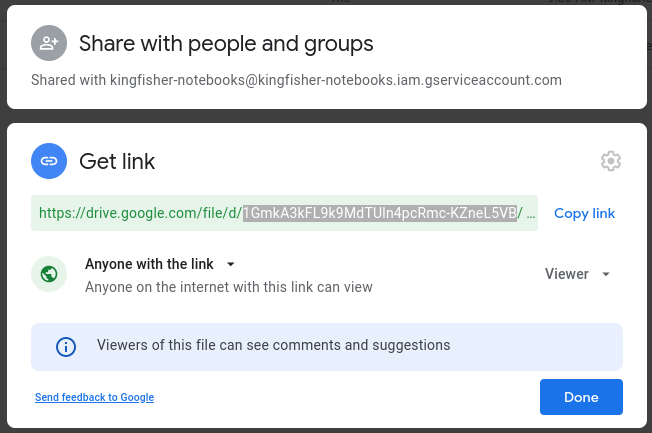 Share with people and groups
Shared with kingfisher-notebooks@kingfisher-notebooks.iam.gserviceaccount.com
Get link
https://drive.google.com/file/d/1GmkA3kFL9k9MdTUIn4pcRmc-KZneL5VB/ ...
Copy link
Anyone with the link
Anyone on the internet with this link can view
Viewer
Viewers of this file can see comments and suggestions
Send feedback to Google
Done